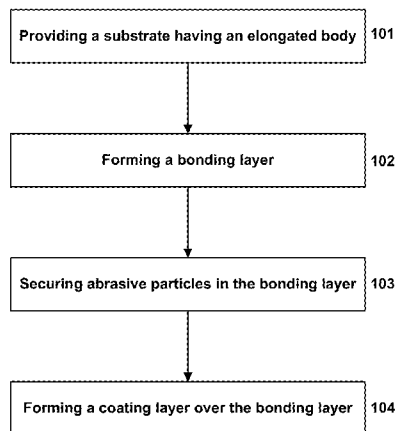 Providing a substrate having an elongated body 101
Forming a bonding layer 102
Securing abrasive particles in the bonding layer 103
Forming a coating layer over the bonding layer 104